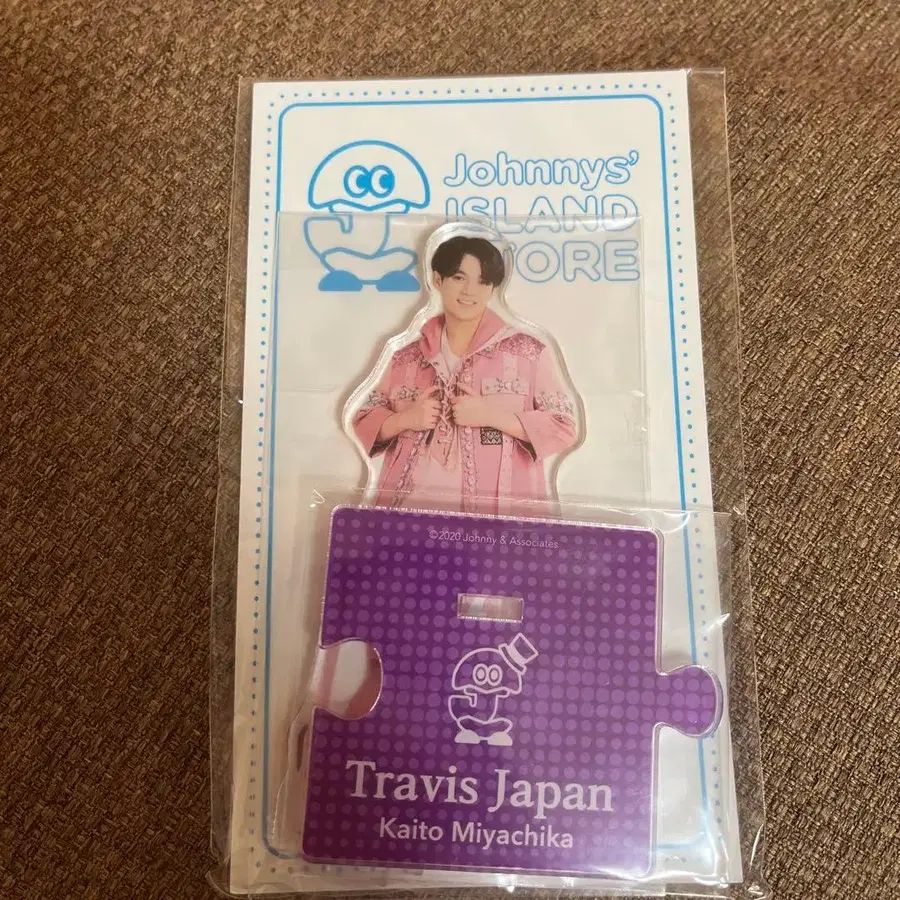 Johnnys'
ISLAND
STORE
©2020 Johnny & Associates
Travis Japan
Kaito Miyachika